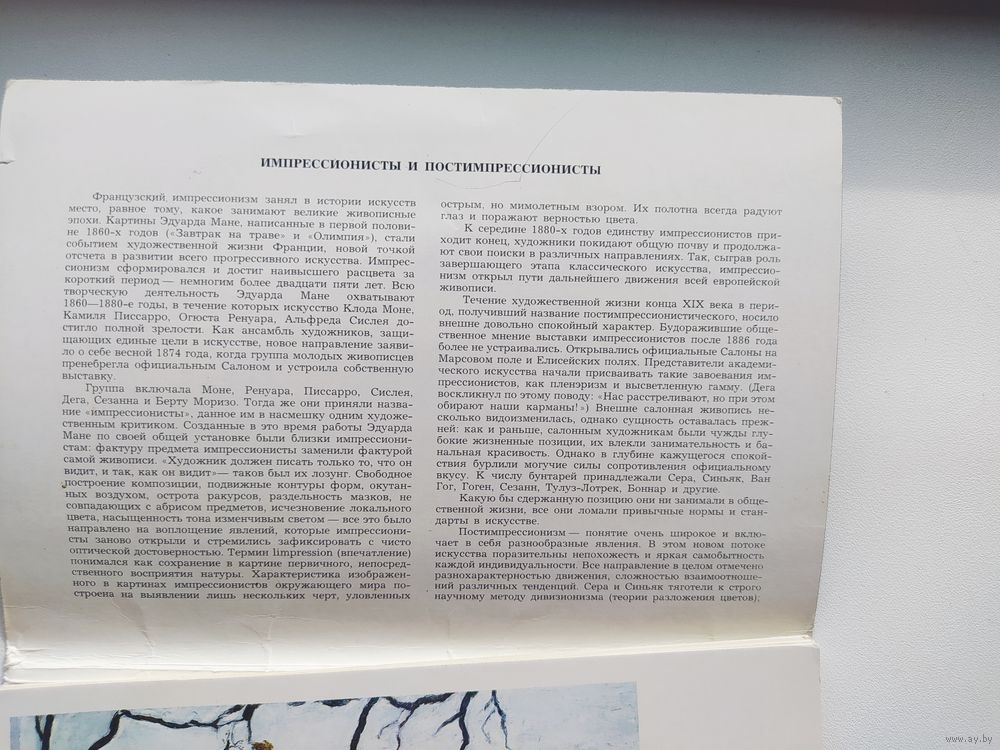 ИМПРЕССИОНИСТЫ И ПОСТИМПРЕССИОНИСТЫ
Французский импрессионизм занял в истории искусств
место, равное тому, какое занимают великие живописные
эпохи. Картины Эдуарда Мане, написанные в первой полови-
не 1860-х годов («Завтрак на траве» и «Олимпия»), стали
событием художественной жизни Франции, новой точкой
отсчета в развитии всего прогрессивного искусства. Импрес-
сионизм сформировался и достиг наивысшего расцвета за
короткий период — немногим более двадцати пяти лет. Всю
творческую деятельность Эдуарда Мане охватывают
1860—1880-е годы, в течение которых искусство Клода Моне,
Камиля Писсарро, Огюста Ренуара, Альфреда Сислея до-
стигло полной зрелости. Как ансамбль художников, защи-
щающих единые цели в искусстве, новое направление заяви-
ло о себе весной 1874 года, когда группа молодых живописцев
пренебрегла официальным Салоном и устроила собственную
выставку.
Группа включала Моне, Ренуара, Писсарро, Сислея,
Дега, Сезанна и Берту Моризо. Тогда же они приняли назва-
ние «импрессионисты», данное им в насмешку одним художе-
ственным критиком. Созданные в это время работы Эдуарда
Мане по своей общей установке были близки импрессиони-
стам: фактуру предмета импрессионисты заменили фактурой
самой живописи. «Художник должен писать только то, что он
видит, и так, как он видит»— таков был их лозунг. Свободное
построение композиции, подвижные контуры форм, окутан-
ных воздухом, острота ракурсов, раздельность мазков, не
совпадающих с абрисом предметов, исчезновение локального
цвета, насыщенность тона изменчивым светом — все это было
направлено на воплощение явлений, которые импрессиони-
сты заново открыли и стремились зафиксировать с чисто
оптической достоверностью. Термин limpression (впечатление)
понимался как сохранение в картине первичного, непосред-
ственного восприятия натуры. Характеристика изображен-
ного в картинах импрессионистов окружающего мира по-
строена на выявлении лишь нескольких черт, уловленных
острым, но мимолетным взором. Их полотна всегда радуют
глаз и поражают верностью цвета.
К середине 1880-х годов единству импрессионистов при-
ходит конец, художники покидают общую почву и продолжа-
ют свои поиски в различных направлениях. Так, сыграв роль
завершающего этапа классического искусства, импрессио-
низм открыл пути дальнейшего движения всей европейской
живописи.
Течение художественной жизни конца XIX века в пери-
од, получивший название постимпрессионистического, носило
внешне довольно спокойный характер. Будоражившие обще-
ственное мнение выставки импрессионистов после 1886 года
более не устраивались. Открывались официальные Салоны на
Марсовом поле и Елисейских полях. Представители академи-
ческого искусства начали присваивать такие завоевания им-
прессионистов, как пленэризм и высветленную гамму. (Дега
воскликнул по этому поводу: «Нас расстреливают, но при этом
обирают наши карманы!») Внешне салонная живопись не-
сколько видоизменилась, однако сущность оставалась преж-
ней: как и раньше, салонным художникам были чужды глу-
бокие жизненные позиции, их влекли занимательность и ба-
нальная красивость. Однако в глубине кажущегося спокой-
ствия бурлили могучие силы сопротивления официальному
вкусу. К числу бунтарей принадлежали Сера, Синьяк, Ван
Гог, Гоген, Сезанн, Тулуз-Лотрек, Боннар и другие.
Какую бы сдержанную позицию они ни занимали в обще-
ственной жизни, все они ломали привычные нормы и стан-
дарты в искусстве.
Постимпрессионизм — понятие очень широкое и вклю-
чает в себя разнообразные явления. В этом новом потоке
искусства поразительны непохожесть и яркая самобытность
каждой индивидуальности. Все направление в целом отмечено
разнохарактерностью движения, сложностью взаимоотноше-
ний различных тенденций. Сера и Синьяк тяготели к строго
научному методу дивизионизма (теории разложения цветов);
www.ay.by